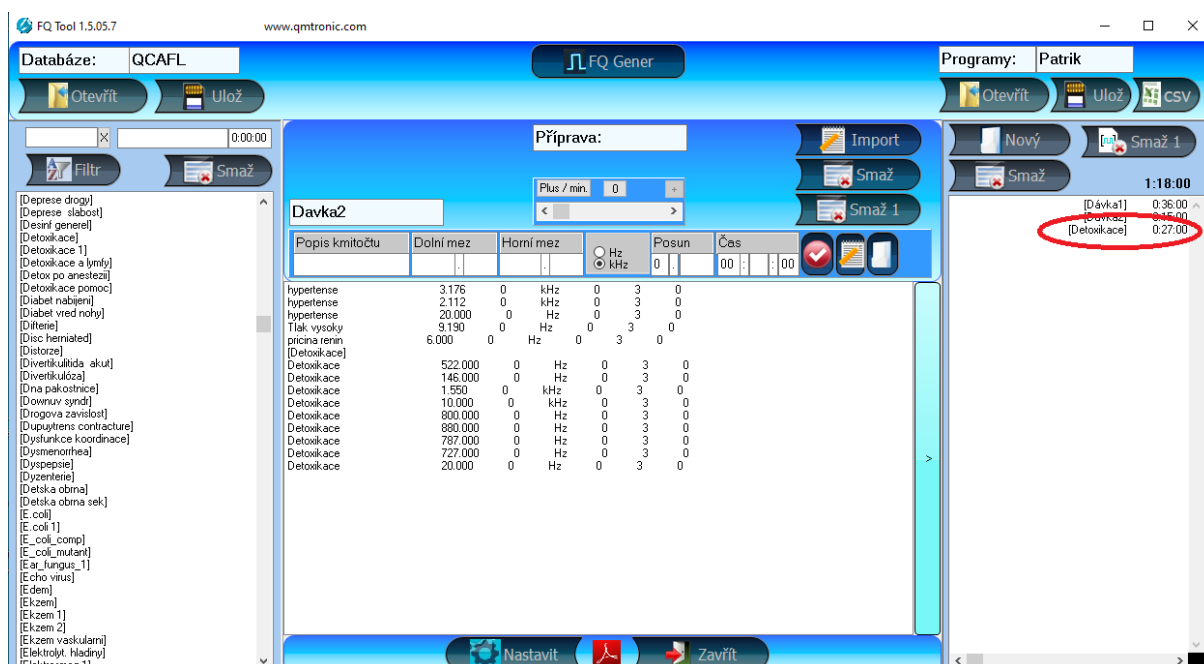 FQ Tool 1.5.05.7 www.qmtronic.com
Databáze: QCAFL
FQ Gener
Programy: Patrik
Otevřít Ulož
Otevřít Ulož CSV
X 0:00:00
Filtr Smaž
[Deprese drogy]
[Deprese slabost]
[Desinf generel]
[Detoxikace]
[Detoxikace 1]
[Detoxikace a lymfy]
[Detox po anestezii]
[Detoxikace pomoc]
[Diabet nabijeni]
[Diabet vred nohy]
[Difterie]
[Disc herniated]
[Distorze]
[Divertikulitida akut]
[Divertikulóza]
[Dna pakostnice]
[Downuv syndr]
[Drogova zavislost]
[Dupuytrens contracture]
[Dysfunkce koordinace]
[Dysmenorrhea]
[Dyspepsie]
[Dyzenterie]
[Detska obrna]
[Detska obrna sek]
[E.coli]
[E.coli 1]
[E_coli_comp]
[E_coli_mutant]
[Ear_fungus_1]
[Echo virus]
[Edem]
[Ekzem]
[Ekzem 1]
[Ekzem 2]
[Ekzem vaskularni]
[Elektrolyt. hladiny]
Příprava:
Import
Smaž
Smaž 1
Plus / min. 0 +
< >
Davka2
Popis kmitočtu Dolní mez Horní mez Hz kHz Posun Čas
. . 0 . 00 : : 00
hypertense 3.176 0 kHz 0 3 0
hypertense 2.112 0 kHz 0 3 0
hypertense 20.000 0 Hz 0 3 0
Tlak vysoky 9.190 0 Hz 0 3 0
pricina renin 6.000 0 Hz 0 3 0
[Detoxikace]
Detoxikace 522.000 0 Hz 0 3 0
Detoxikace 146.000 0 Hz 0 3 0
Detoxikace 1.550 0 kHz 0 3 0
Detoxikace 10.000 0 kHz 0 3 0
Detoxikace 800.000 0 Hz 0 3 0
Detoxikace 880.000 0 Hz 0 3 0
Detoxikace 787.000 0 Hz 0 3 0
Detoxikace 727.000 0 Hz 0 3 0
Detoxikace 20.000 0 Hz 0 3 0
>
Nastavit Zavřít
Nový Smaž 1
Smaž 1:18:00
[Dávka1] 0:36:00
[Davka2] 0:15:00
[Detoxikace] 0:27:00
< >